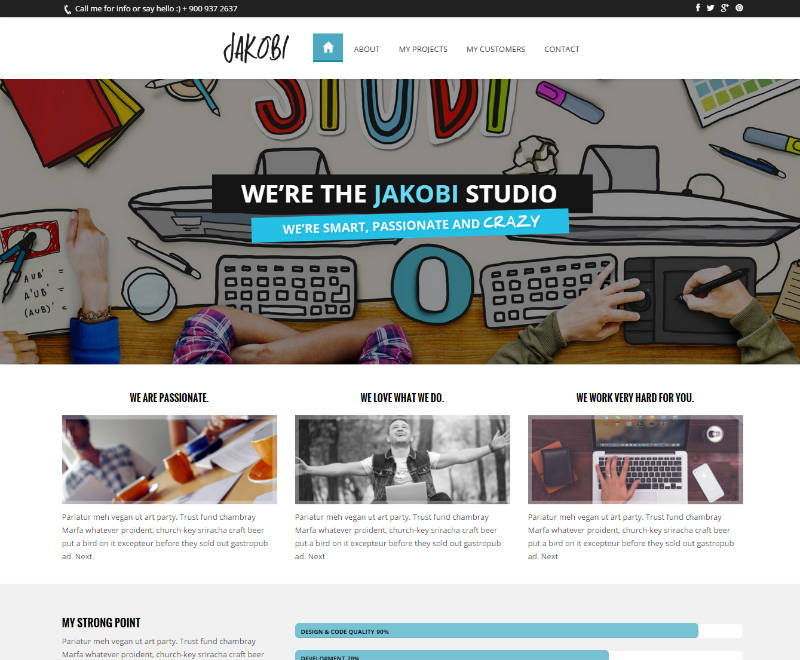 Call me for info or say hello :) + 900 937 2637
JAKOBI
ABOUT
MY PROJECTS
MY CUSTOMERS
CONTACT
STUDI
WE'RE THE JAKOBI STUDIO
WE'RE SMART, PASSIONATE AND CRAZY
AUB' =
A'UB' =
(AUB)' =
O
WE ARE PASSIONATE.
Pariatur meh vegan ut art party. Trust fund chambray
Marfa whatever proident, church-key sriracha craft beer
put a bird on it excepteur before they sold out gastropub
ad. Next
WE LOVE WHAT WE DO.
Pariatur meh vegan ut art party. Trust fund chambray
Marfa whatever proident, church-key sriracha craft beer
put a bird on it excepteur before they sold out gastropub
ad. Next
WE WORK VERY HARD FOR YOU.
Pariatur meh vegan ut art party. Trust fund chambray
Marfa whatever proident, church-key sriracha craft beer
put a bird on it excepteur before they sold out gastropub
ad. Next
MY STRONG POINT
Pariatur meh vegan ut art party. Trust fund chambray
Marfa whatever proident, church-key sriracha craft beer
DESIGN & CODE QUALITY 90%
DEVELOPMENT 70%